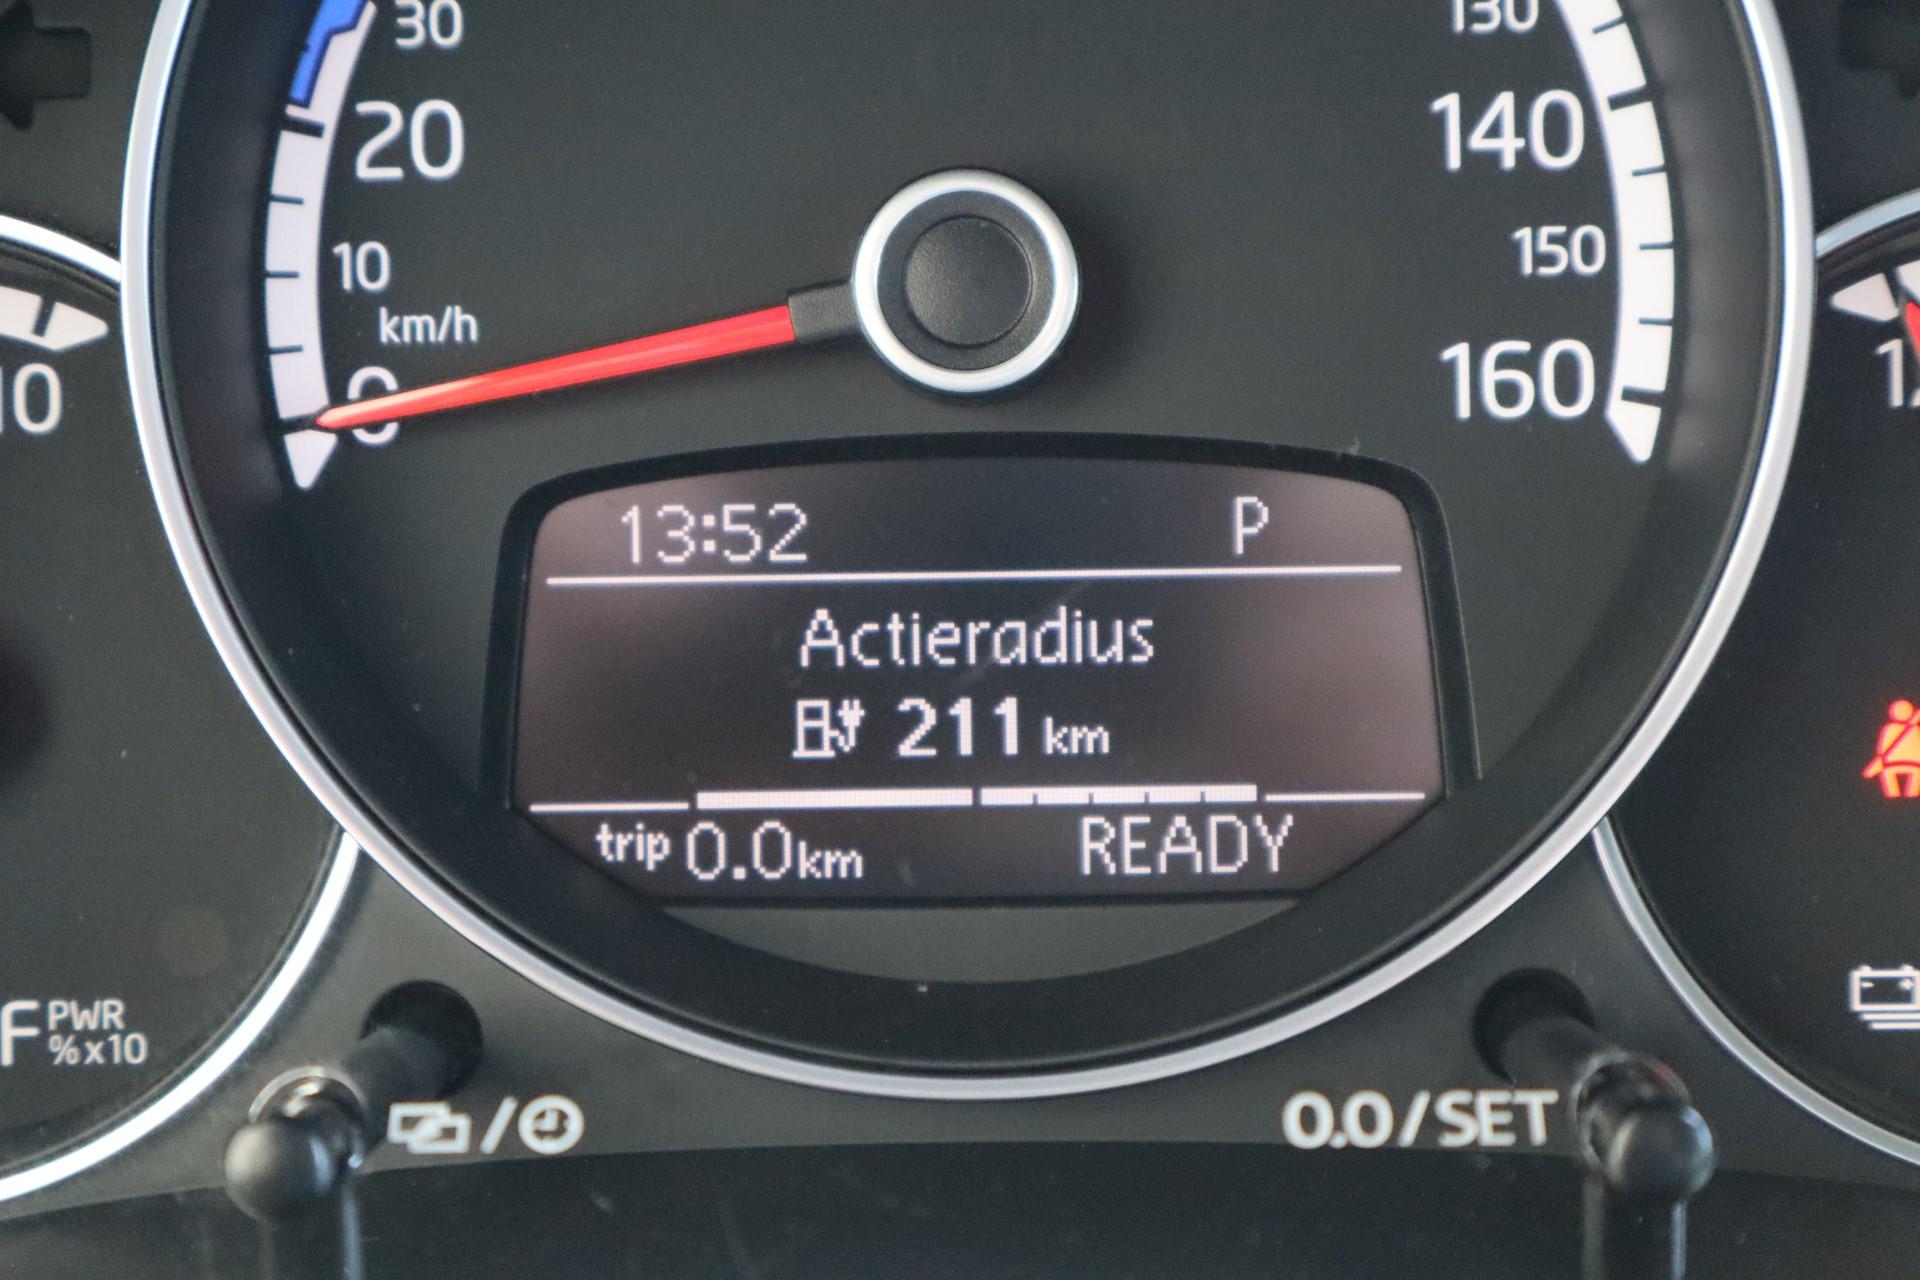 30
130
20
140
10
150
km/h
0
160
10
13:52 P
Actieradius
211 km
trip 0.0km READY
PWR
%x10
0.0/SET